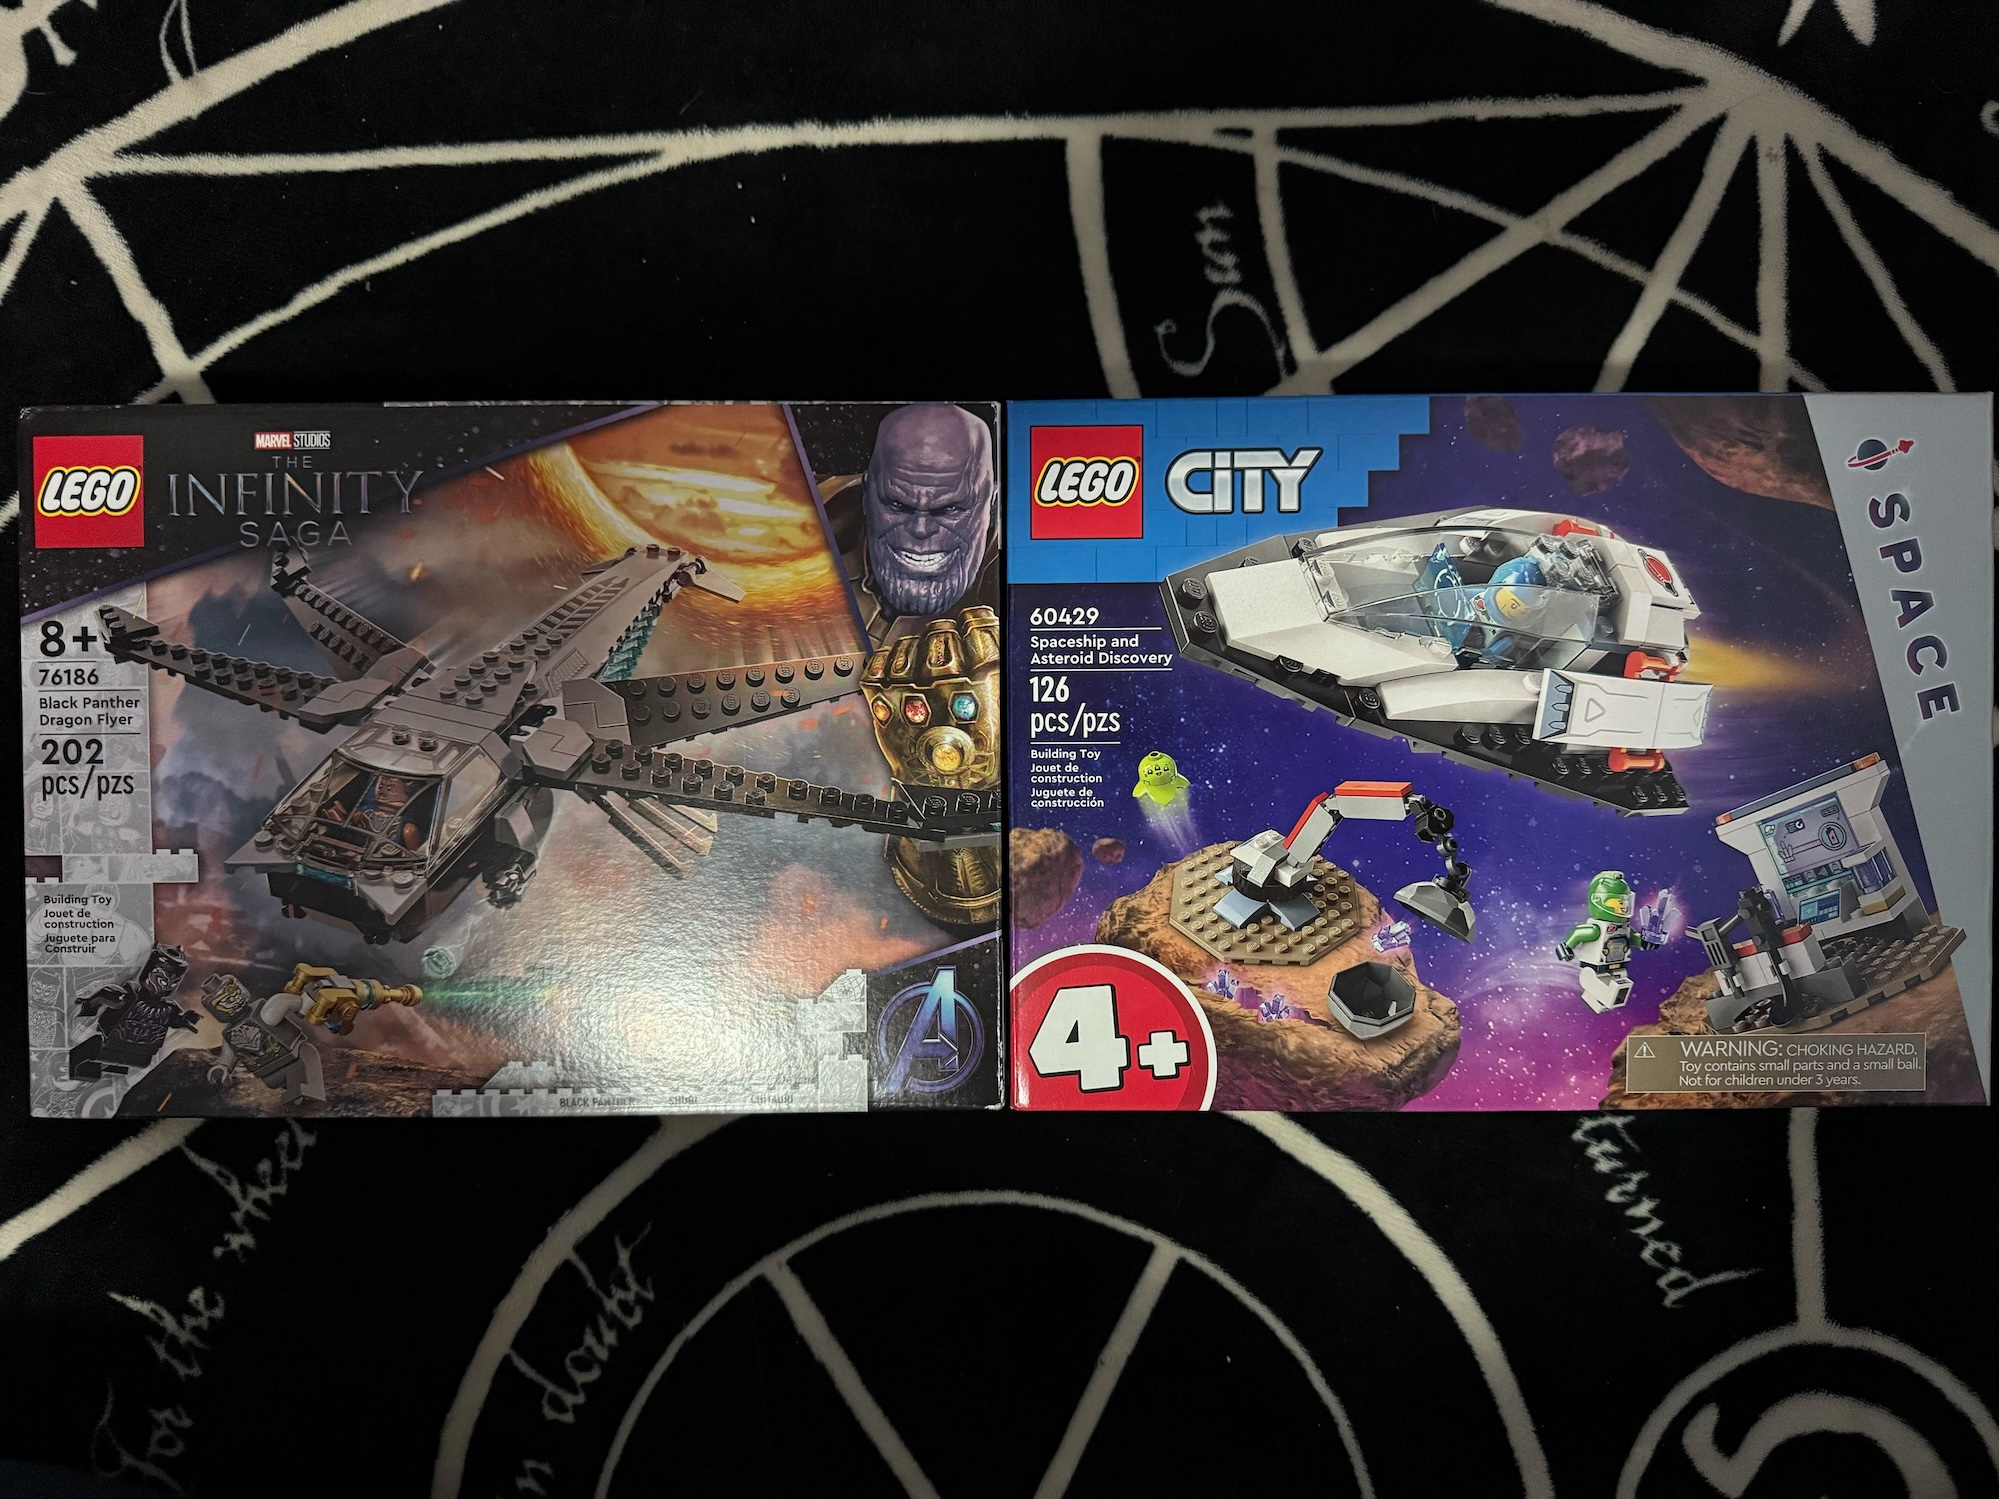 Sun
LEGO
MARVEL STUDIOS
THE
INFINITY
SAGA
8+
76186
Black Panther
Dragon Flyer
202
pcs/pzs
Building Toy
Jouet de
construction
Juguete para
Construir
BLACK PANTHER SHURI CHITAURI
LEGO CITY
60429
Spaceship and
Asteroid Discovery
126
pcs/pzs
Building Toy
Jouet de
construction
Juguete de
construcción
4+
SPACE
WARNING: CHOKING HAZARD.
Toy contains small parts and a small ball.
Not for children under 3 years.
For the wheel
doubt
turned